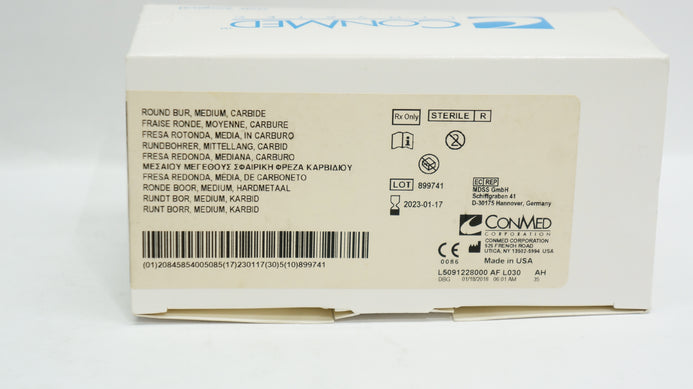 CONMED
ROUND BUR, MEDIUM, CARBIDE
FRAISE RONDE, MOYENNE, CARBURE
FRESA ROTONDA, MEDIA, IN CARBURO
RUNDBOHRER, MITTELLANG, CARBID
FRESA REDONDA, MEDIANA, CARBURO
ΜΕΣΑΙΟΥ ΜΕΓΕΘΟΥΣ ΣΦΑΙΡΙΚΗ ΦΡΕΖΑ ΚΑΡΒΙΔΙΟΥ
FRESA REDONDA, MEDIA, DE CARBONETO
RONDE BOOR, MEDIUM, HARDMETAAL
RUNDT BOR, MEDIUM, KARBID
RUNT BORR, MEDIUM, KARBID
(01)20845854005085(17)230117(30)5(10)899741
Rx Only STERILE R
LOT 899741
2023-01-17
EC REP
MDSS GmbH
Schiffgraben 41
D-30175 Hannover, Germany
CONMED
CORPORATION
CONMED CORPORATION
525 FRENCH ROAD
UTICA, NY 13502-5994 USA
CE 0086
Made in USA
L5091228000 AF L030 AH
DBG 01/18/2018 06:01 AM 35